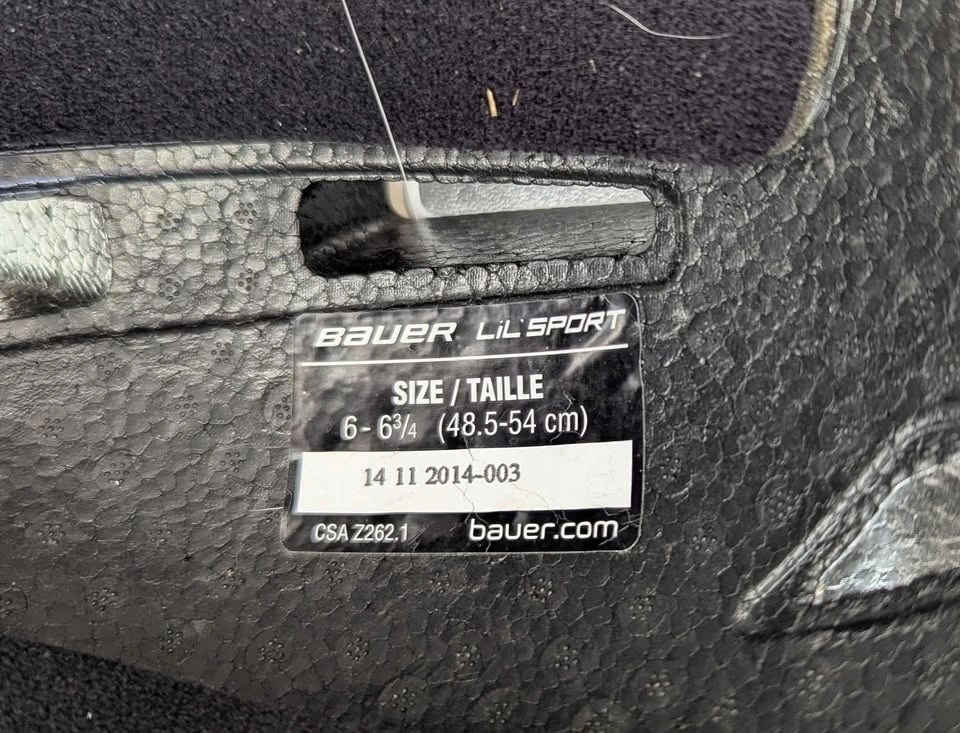 BAUER LiL'SPORT
SIZE / TAILLE
6 - 6¾ (48.5-54 cm)
14 11 2014-003
CSA Z262.1 bauer.com